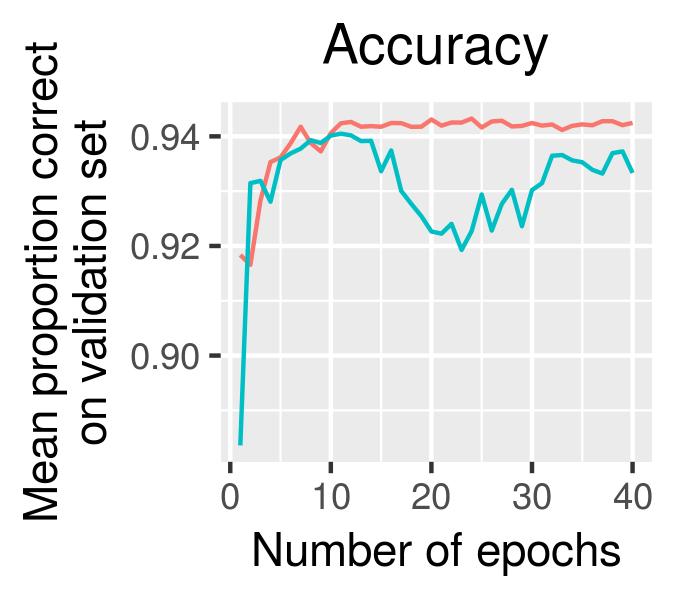 Accuracy
Mean proportion correct
on validation set
0.94
0.92
0.90
0
10
20
30
40
Number of epochs